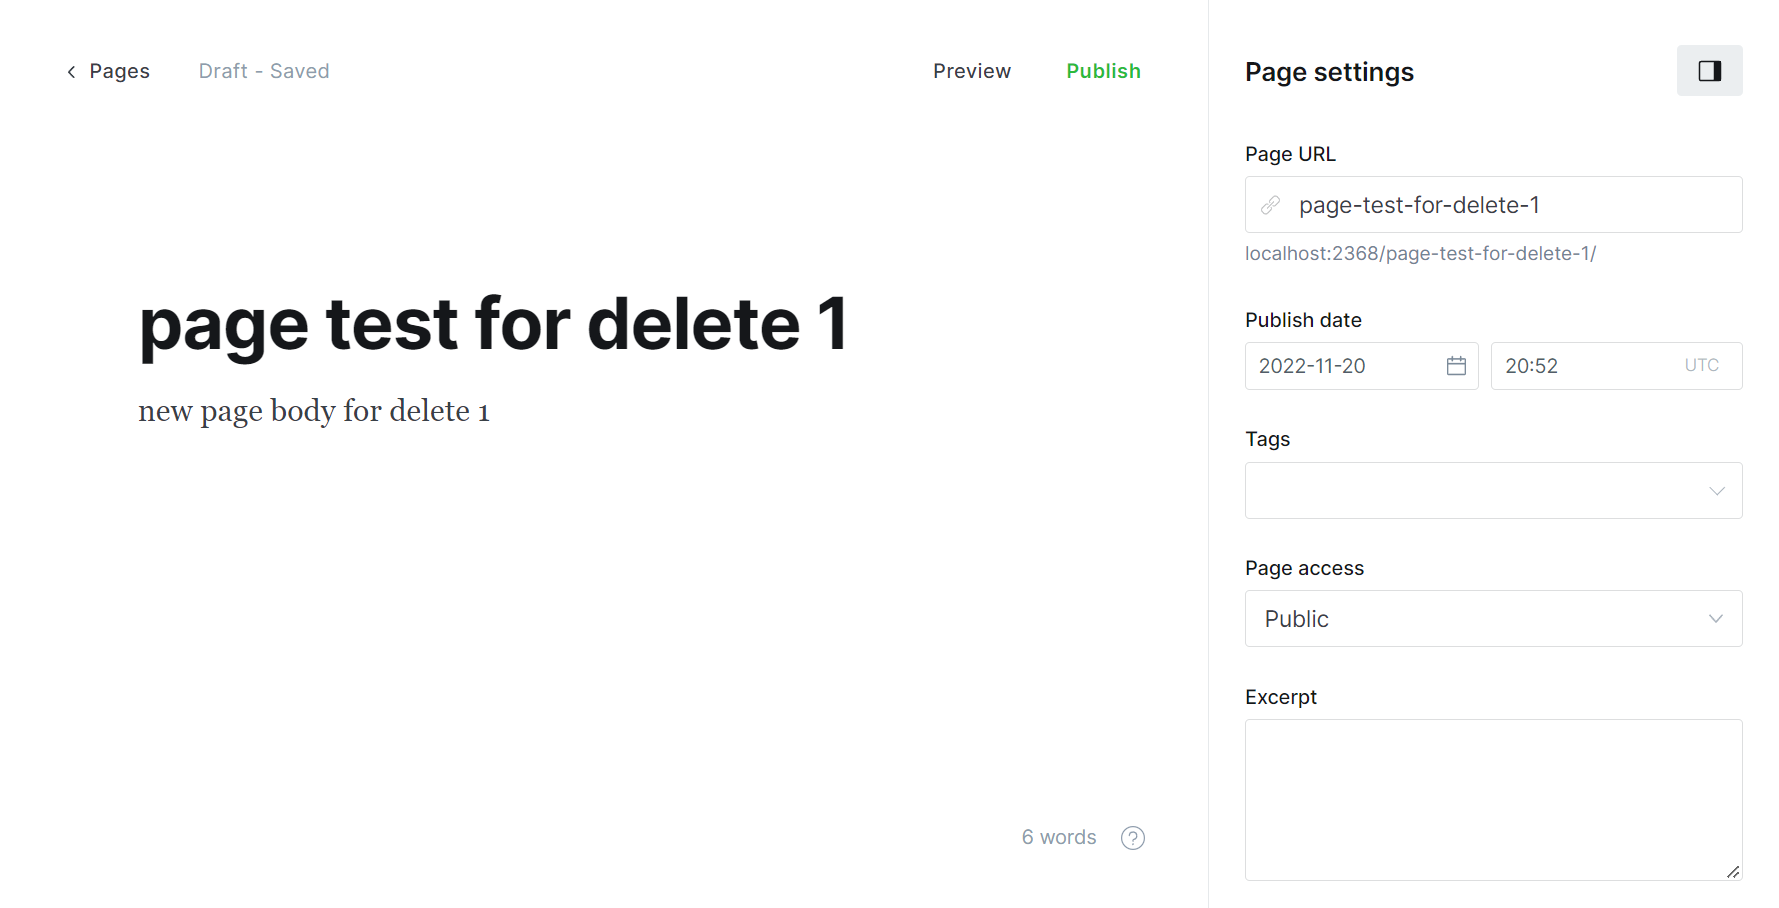 Pages
Draft - Saved
Preview
Publish
page test for delete 1
new page body for delete 1
6 words
?
Page settings
Page URL
page-test-for-delete-1
localhost:2368/page-test-for-delete-1/
Publish date
2022-11-20
20:52
UTC
Tags
Page access
Public
Excerpt